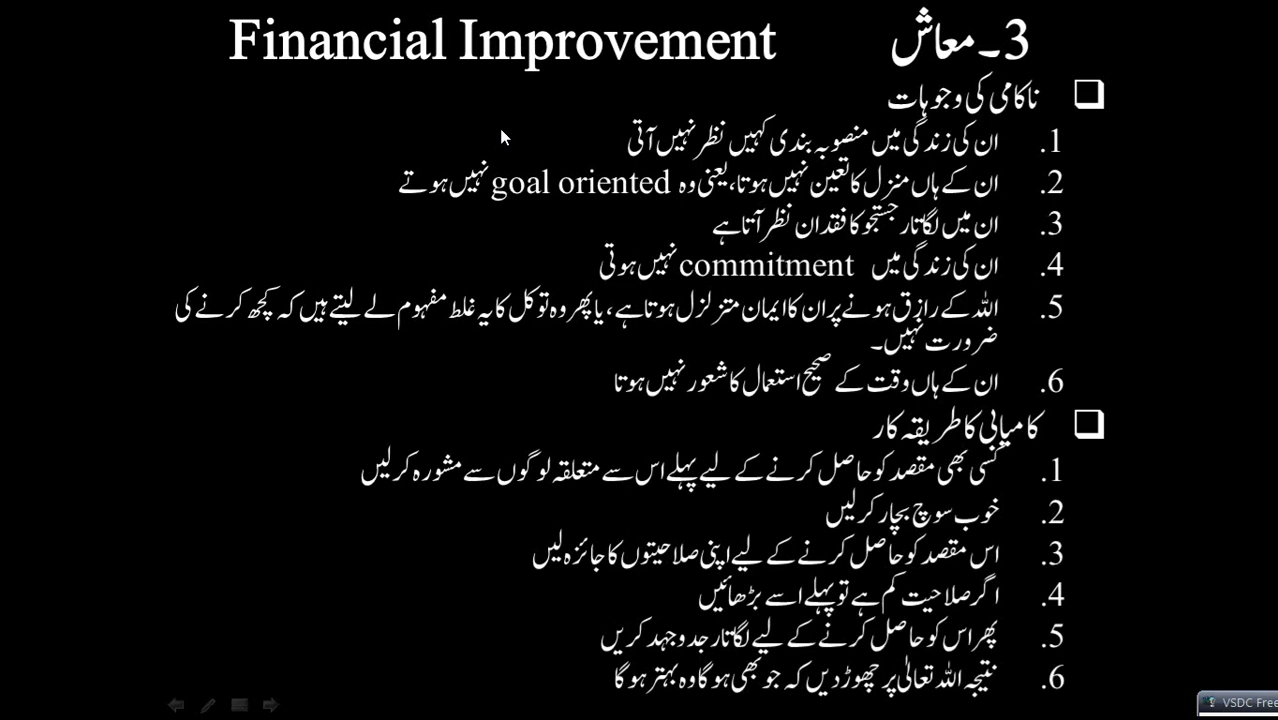 3۔معاش Financial Improvement
ناکامی کی وجوہات
1. ان کی زندگی میں منصوبہ بندی کہیں نظر نہیں آتی
2. ان کے ہاں منزل کا تعین نہیں ہوتا،یعنی وہ goal oriented نہیں ہوتے
3. ان میں لگاتار جستجو کا فقدان نظر آتا ہے
4. ان کی زندگی میں commitment نہیں ہوتی
5. اللہ کے رازق ہونے پر ان کا ایمان متزلزل ہوتا ہے، یا پھر وہ توکل کا یہ غلط مفہوم لے لیتے ہیں کہ کچھ کرنے کی
ضرورت نہیں۔
6. ان کے ہاں وقت کے صحیح استعمال کا شعور نہیں ہوتا
کامیابی کا طریقہ کار
1. کسی بھی مقصد کو حاصل کرنے کے لیے پہلے اس سے متعلقہ لوگوں سے مشورہ کرلیں
2. خوب سوچ بچار کرلیں
3. اس مقصد کو حاصل کرنے کے لیے اپنی صلاحیتوں کا جائزہ لیں
4. اگر صلاحیت کم ہے تو پہلے اسے بڑھائیں
5. پھر اس کو حاصل کرنے کے لیے لگاتار جدوجہد کریں
6. نتیجہ اللہ تعالٰی پر چھوڑ دیں کہ جو بھی ہوگا وہ بہتر ہوگا
VSDC Free